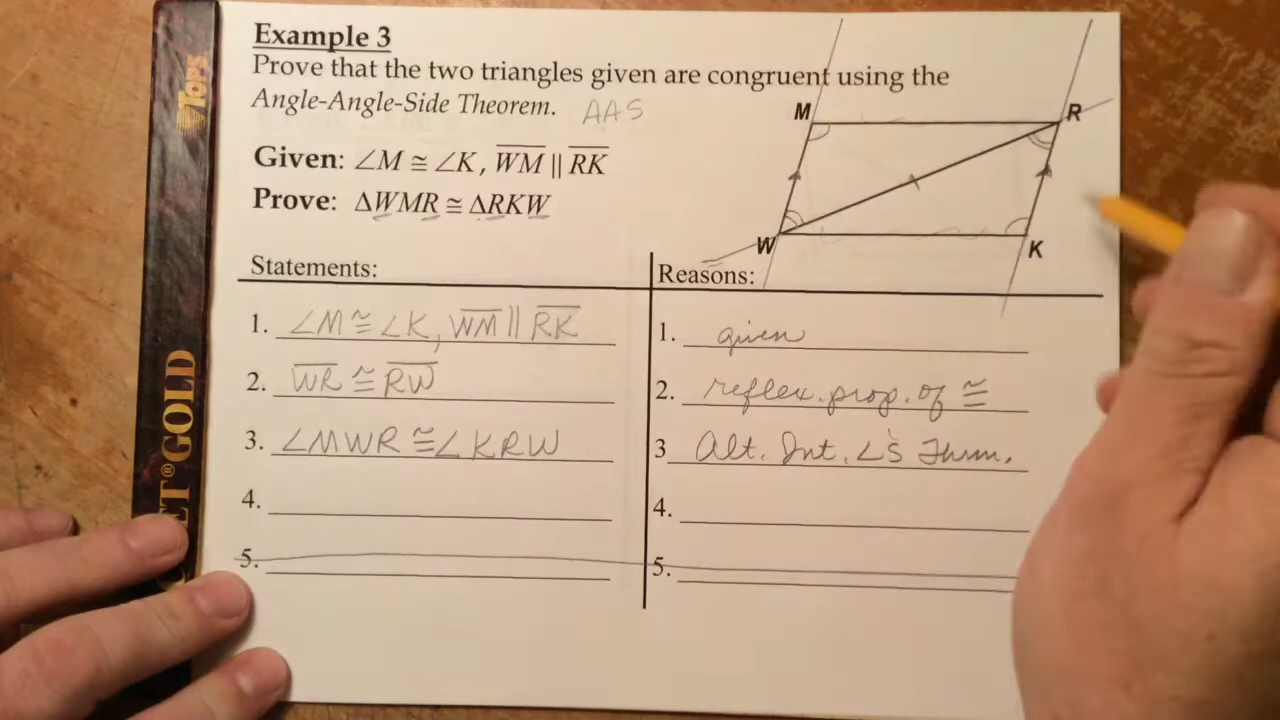 TOPS
ET®GOLD
Example 3
Prove that the two triangles given are congruent using the
Angle-Angle-Side Theorem. AAS
Given: ∠M ≅ ∠K, WM || RK
Prove: ΔWMR ≅ ΔRKW
M
R
W
K
Statements:
Reasons:
1. ∠M ≅ ∠K, WM || RK
1. given
2. WR ≅ RW
2. reflex. prop. of ≅
3. ∠MWR ≅ ∠KRW
3 Alt. Int. ∠'s Thm.
4.
4.
5.
5.